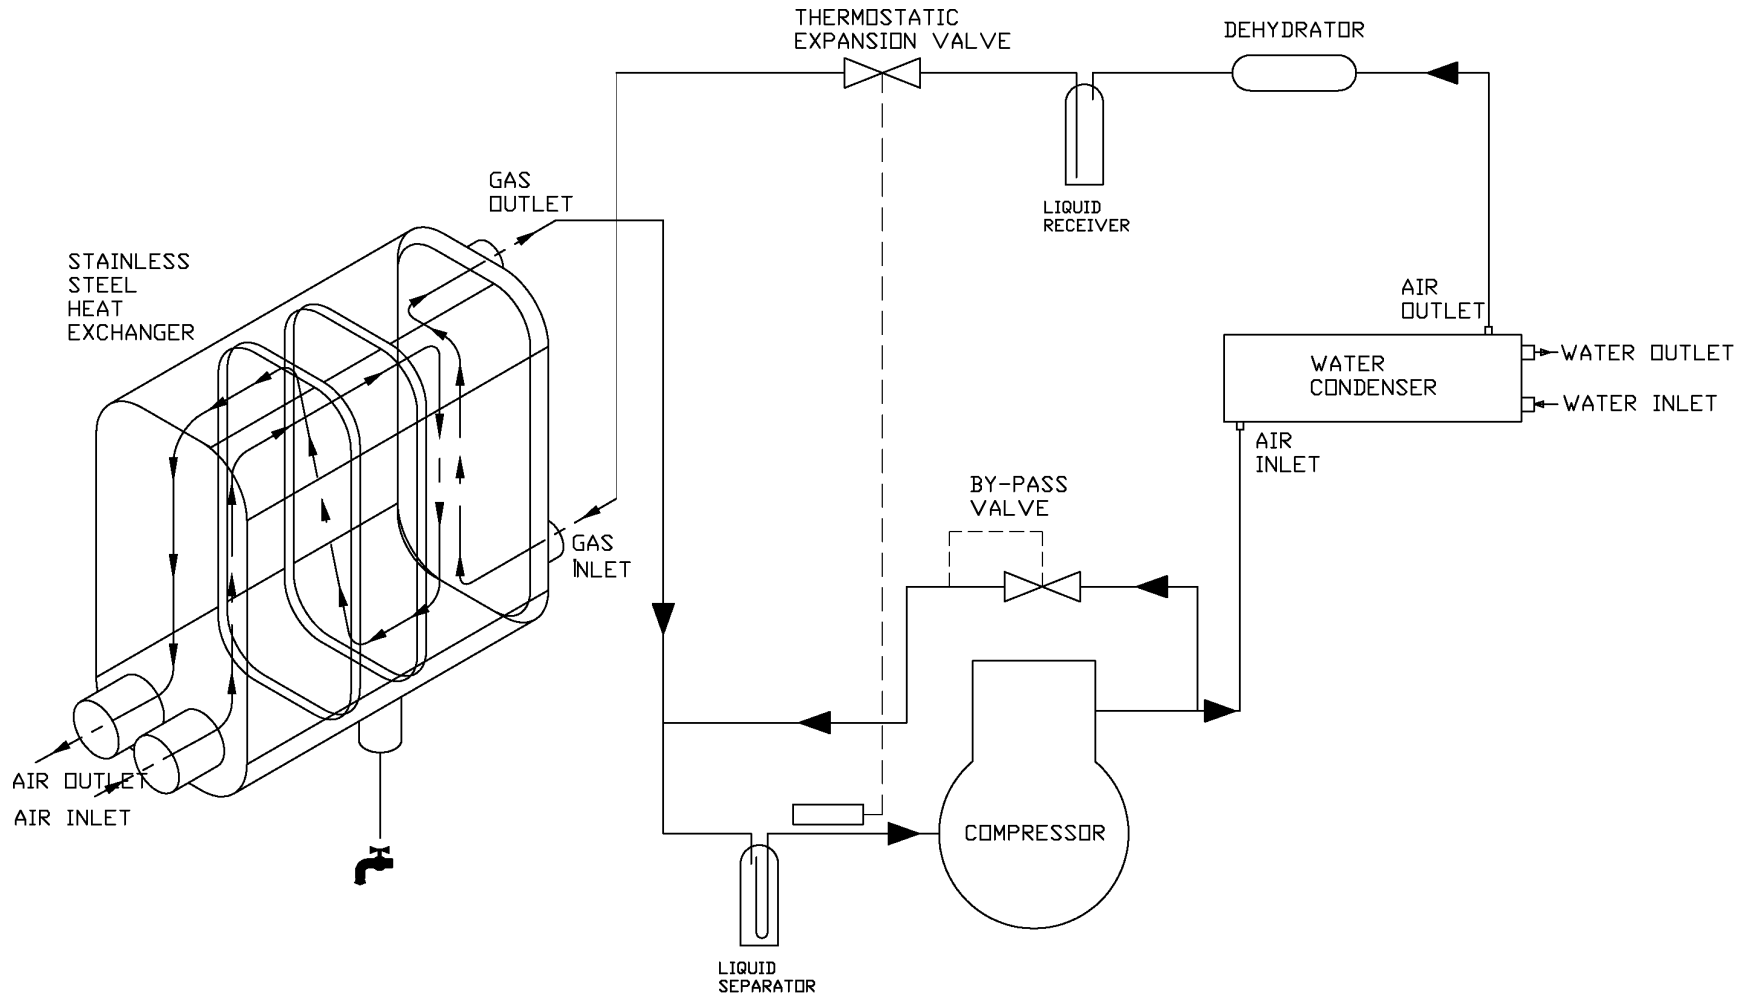 THERMOSTATIC
EXPANSION VALVE
DEHYDRATOR
GAS
OUTLET
LIQUID
RECEIVER
STAINLESS
STEEL
HEAT
EXCHANGER
AIR
OUTLET
WATER OUTLET
WATER
CONDENSER
WATER INLET
AIR
INLET
BY-PASS
VALVE
GAS
INLET
AIR OUTLET
AIR INLET
COMPRESSOR
LIQUID
SEPARATOR